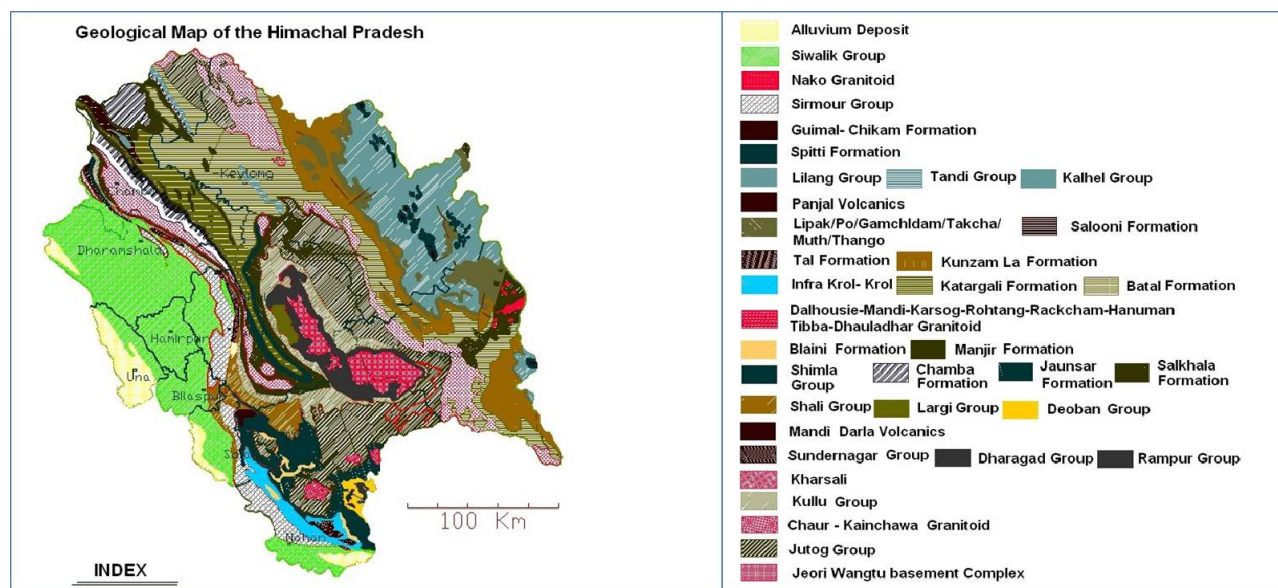 Geological Map of the Himachal Pradesh
Keylong
Dharamshala
Hamirpur
Una
Bilaspur
Nahan
100 Km
INDEX
Alluvium Deposit
Siwalik Group
Nako Granitoid
Sirmour Group
Guimal- Chikam Formation
Spitti Formation
Lilang Group Tandi Group Kalhel Group
Panjal Volcanics
Lipak/Po/Gamchldam/Takcha/
Muth/Thango
Salooni Formation
Tal Formation Kunzam La Formation
Infra Krol- Krol Katargali Formation Batal Formation
Dalhousie-Mandi-Karsog-Rohtang-Rackcham-Hanuman
Tibba-Dhauladhar Granitoid
Blaini Formation Manjir Formation
Shimla
Group
Chamba
Formation
Jaunsar
Formation
Salkhala
Formation
Shali Group Largi Group Deoban Group
Mandi Darla Volcanics
Sundernagar Group Dharagad Group Rampur Group
Kharsali
Kullu Group
Chaur - Kainchawa Granitoid
Jutog Group
Jeori Wangtu basement Complex